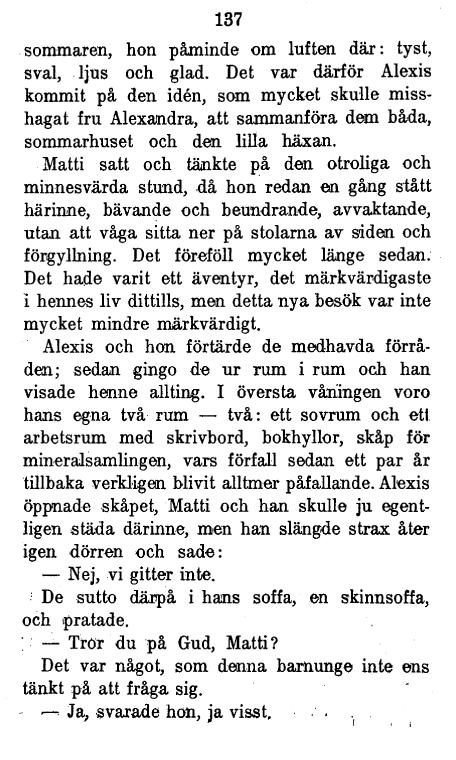 137
sommaren, hon påminde om luften där: tyst,
sval, ljus och glad. Det var därför Alexis
kommit på den idén, som mycket skulle miss-
hagat fru Alexandra, att sammanföra dem båda,
sommarhuset och den lilla häxan.
Matti satt och tänkte på den otroliga och
minnesvärda stund, då hon redan en gång stått
härinne, bävande och beundrande, avvaktande,
utan att våga sitta ner på stolarna av siden och
förgyllning. Det föreföll mycket länge sedan.
Det hade varit ett äventyr, det märkvärdigaste
i hennes liv dittills, men detta nya besök var inte
mycket mindre märkvärdigt.
Alexis och hon förtärde de medhavda förrå-
den; sedan gingo de ur rum i rum och han
visade henne allting. I översta våningen voro
hans egna två rum — två: ett sovrum och ett
arbetsrum med skrivbord, bokhyllor, skåp för
mineralsamlingen, vars förfall sedan ett par år
tillbaka verkligen blivit alltmer påfallande. Alexis
öppnade skåpet, Matti och han skulle ju egent-
ligen städa därinne, men han slängde strax åter
igen dörren och sade:
— Nej, vi gitter inte.
De sutto därpå i hans soffa, en skinnsoffa,
och pratade.
— Tror du på Gud, Matti?
Det var något, som denna barnunge inte ens
tänkt på att fråga sig.
— Ja, svarade hon, ja visst.